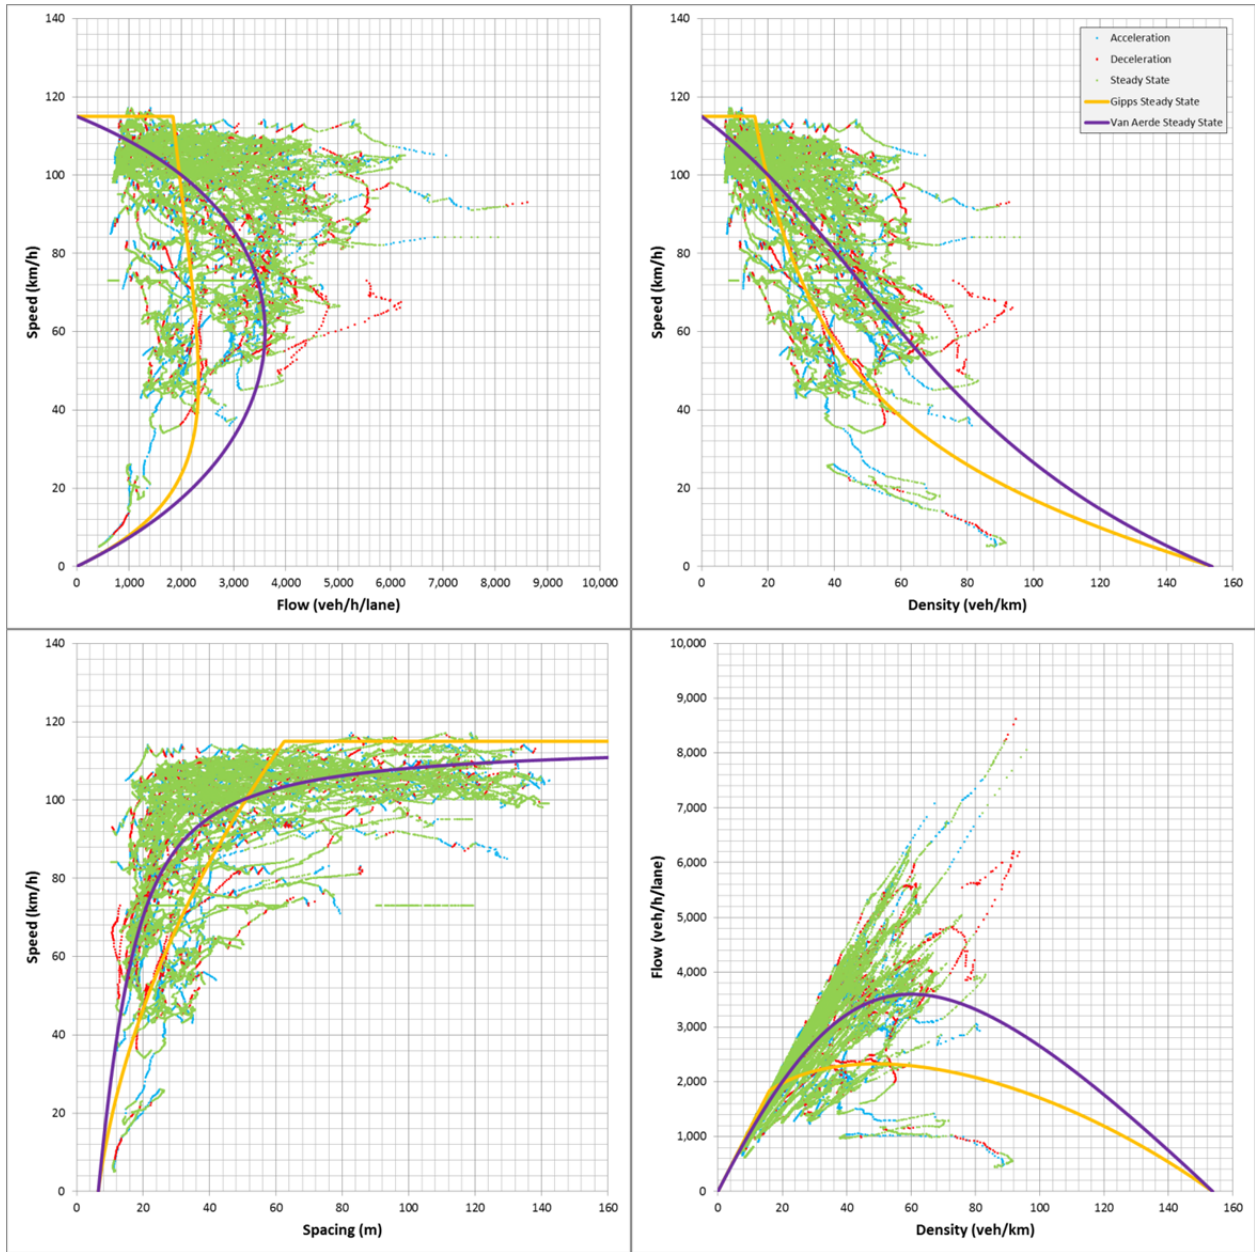 140
120
100
80
60
40
20
0
Speed (km/h)
0 1,000 2,000 3,000 4,000 5,000 6,000 7,000 8,000 9,000 10,000
Flow (veh/h/lane)
140
120
100
80
60
40
20
0
Speed (km/h)
Acceleration
Deceleration
Steady State
Gipps Steady State
Van Aerde Steady State
0 20 40 60 80 100 120 140 160
Density (veh/km)
140
120
100
80
60
40
20
0
Speed (km/h)
0 20 40 60 80 100 120 140 160
Spacing (m)
10,000
9,000
8,000
7,000
6,000
5,000
4,000
3,000
2,000
1,000
0
Flow (veh/h/lane)
0 20 40 60 80 100 120 140 160
Density (veh/km)